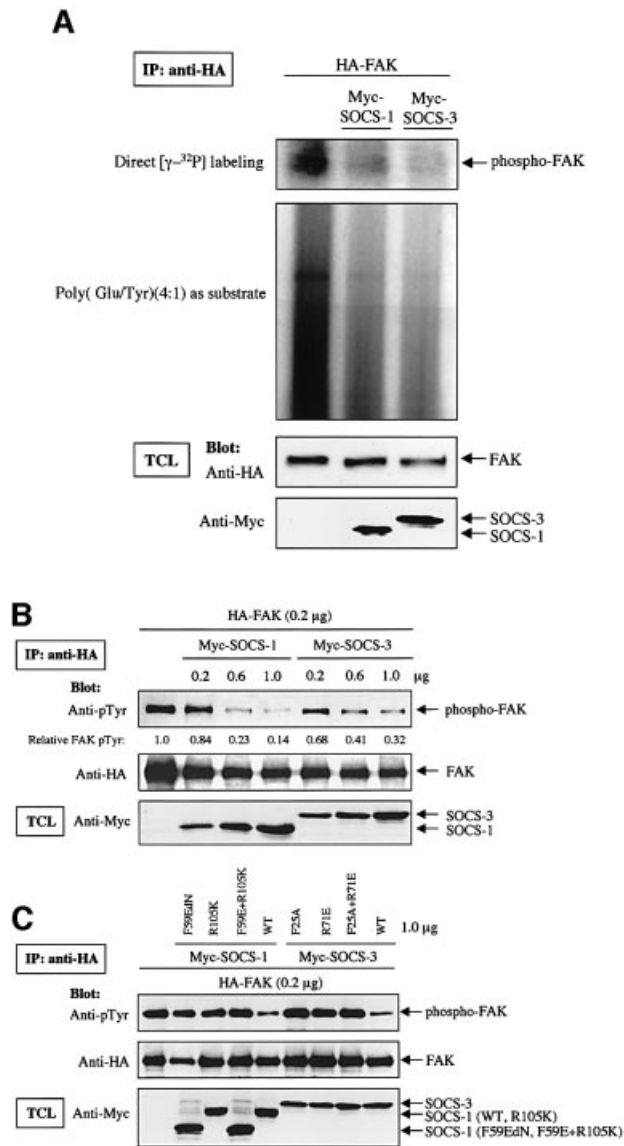 A
IP: anti-HA
HA-FAK
Myc-SOCS-1
Myc-SOCS-3
Direct [γ–³²P] labeling
phospho-FAK
Poly( Glu/Tyr)(4:1) as substrate
TCL
Blot:
Anti-HA
FAK
Anti-Myc
SOCS-3
SOCS-1
B
HA-FAK (0.2 μg)
IP: anti-HA
Myc-SOCS-1 Myc-SOCS-3
0.2 0.6 1.0 0.2 0.6 1.0 μg
Blot:
Anti-pTyr
phospho-FAK
Relative FAK pTyr: 1.0 0.84 0.23 0.14 0.68 0.41 0.32
Anti-HA
FAK
TCL
Anti-Myc
SOCS-3
SOCS-1
C
F59EdN R105K F59E+R105K WT F25A R71E F25A+R71E WT
1.0 μg
IP: anti-HA
Myc-SOCS-1 Myc-SOCS-3
HA-FAK (0.2 μg)
Blot:
Anti-pTyr
phospho-FAK
Anti-HA
FAK
TCL
Anti-Myc
SOCS-3
SOCS-1 (WT, R105K)
SOCS-1 (F59EdN, F59E+R105K)